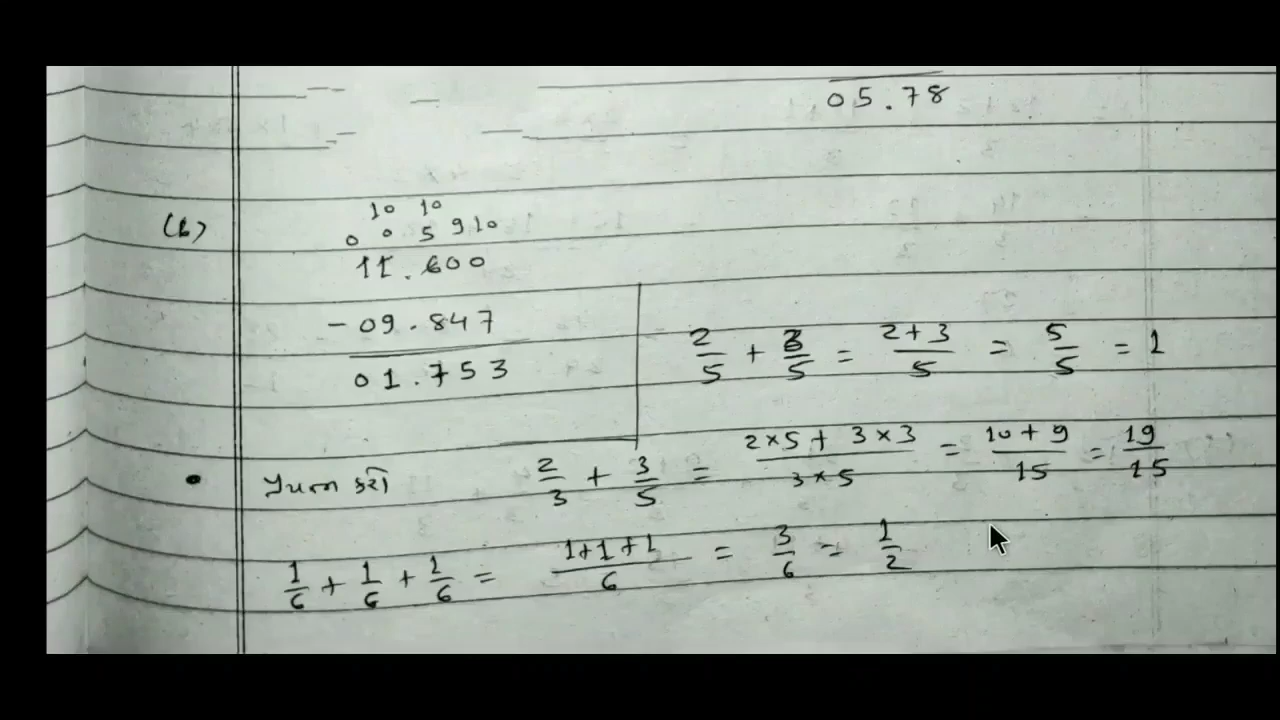 05.78
(b)
10 10
0 0 5 9 10
11.600
- 09.847
01.753
2/5 + 3/5 = 2+3/5 = 5/5 = 1
• પ્રયત્ન કરો 2/3 + 3/5 = 2×5 + 3×3/3×5 = 10+9/15 = 19/15
1/6 + 1/6 + 1/6 = 1+1+1/6 = 3/6 = 1/2